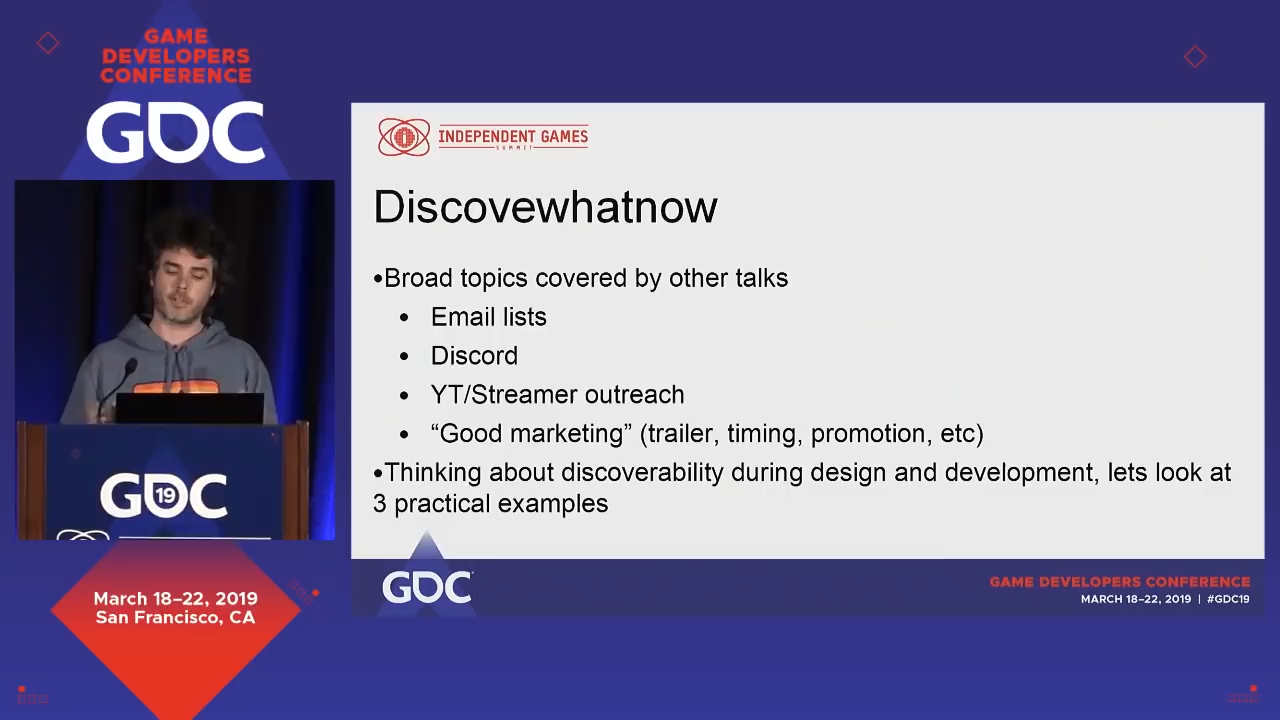 GAME
DEVELOPERS
CONFERENCE
GDC
GDC
19
March 18–22, 2019
San Francisco, CA
INDEPENDENT GAMES
SUMMIT
Discovewhatnow
•Broad topics covered by other talks
• Email lists
• Discord
• YT/Streamer outreach
• “Good marketing” (trailer, timing, promotion, etc)
•Thinking about discoverability during design and development, lets look at
3 practical examples
GDC
GAME DEVELOPERS CONFERENCE
MARCH 18–22, 2019 | #GDC19